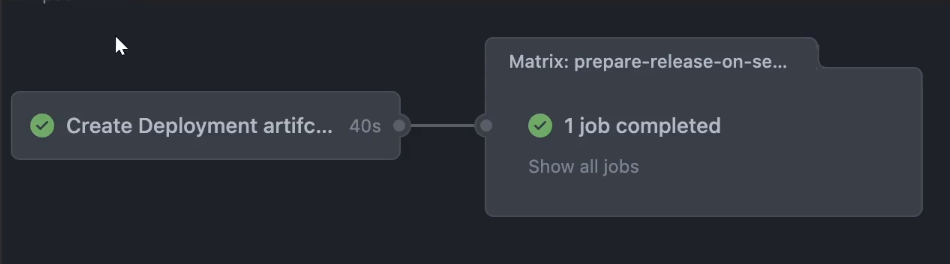 Create Deployment artifc... 40s
Matrix: prepare-release-on-se...
1 job completed
Show all jobs